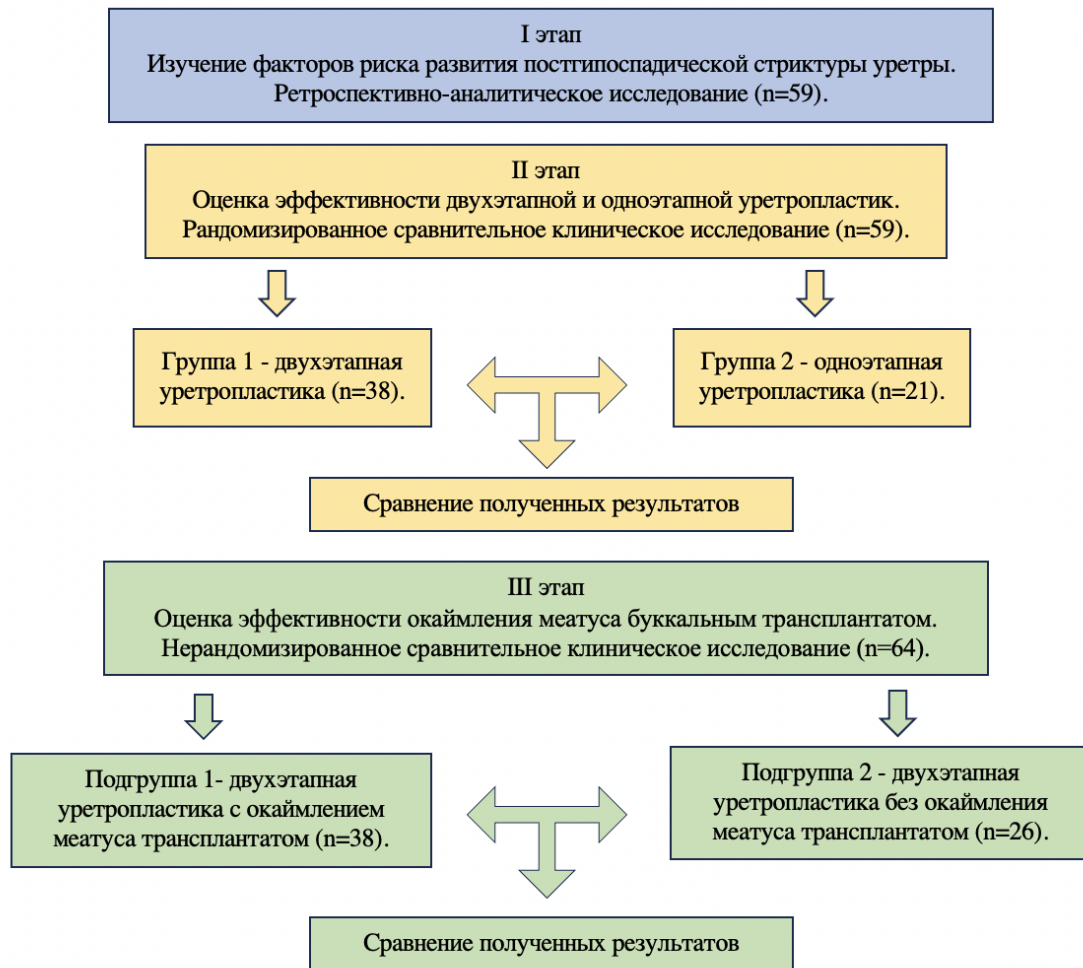 I этап
Изучение факторов риска развития постгипоспадической стриктуры уретры.
Ретроспективно-аналитическое исследование (n=59).
II этап
Оценка эффективности двухэтапной и одноэтапной уретропластик.
Рандомизированное сравнительное клиническое исследование (n=59).
Группа 1 - двухэтапная
уретропластика (n=38).
Группа 2 - одноэтапная
уретропластика (n=21).
Сравнение полученных результатов
III этап
Оценка эффективности окаймления меатуса буккальным трансплантатом.
Нерандомизированное сравнительное клиническое исследование (n=64).
Подгруппа 1- двухэтапная
уретропластика с окаймлением
меатуса трансплантатом (n=38).
Подгруппа 2 - двухэтапная
уретропластика без окаймления
меатуса трансплантатом (n=26).
Сравнение полученных результатов